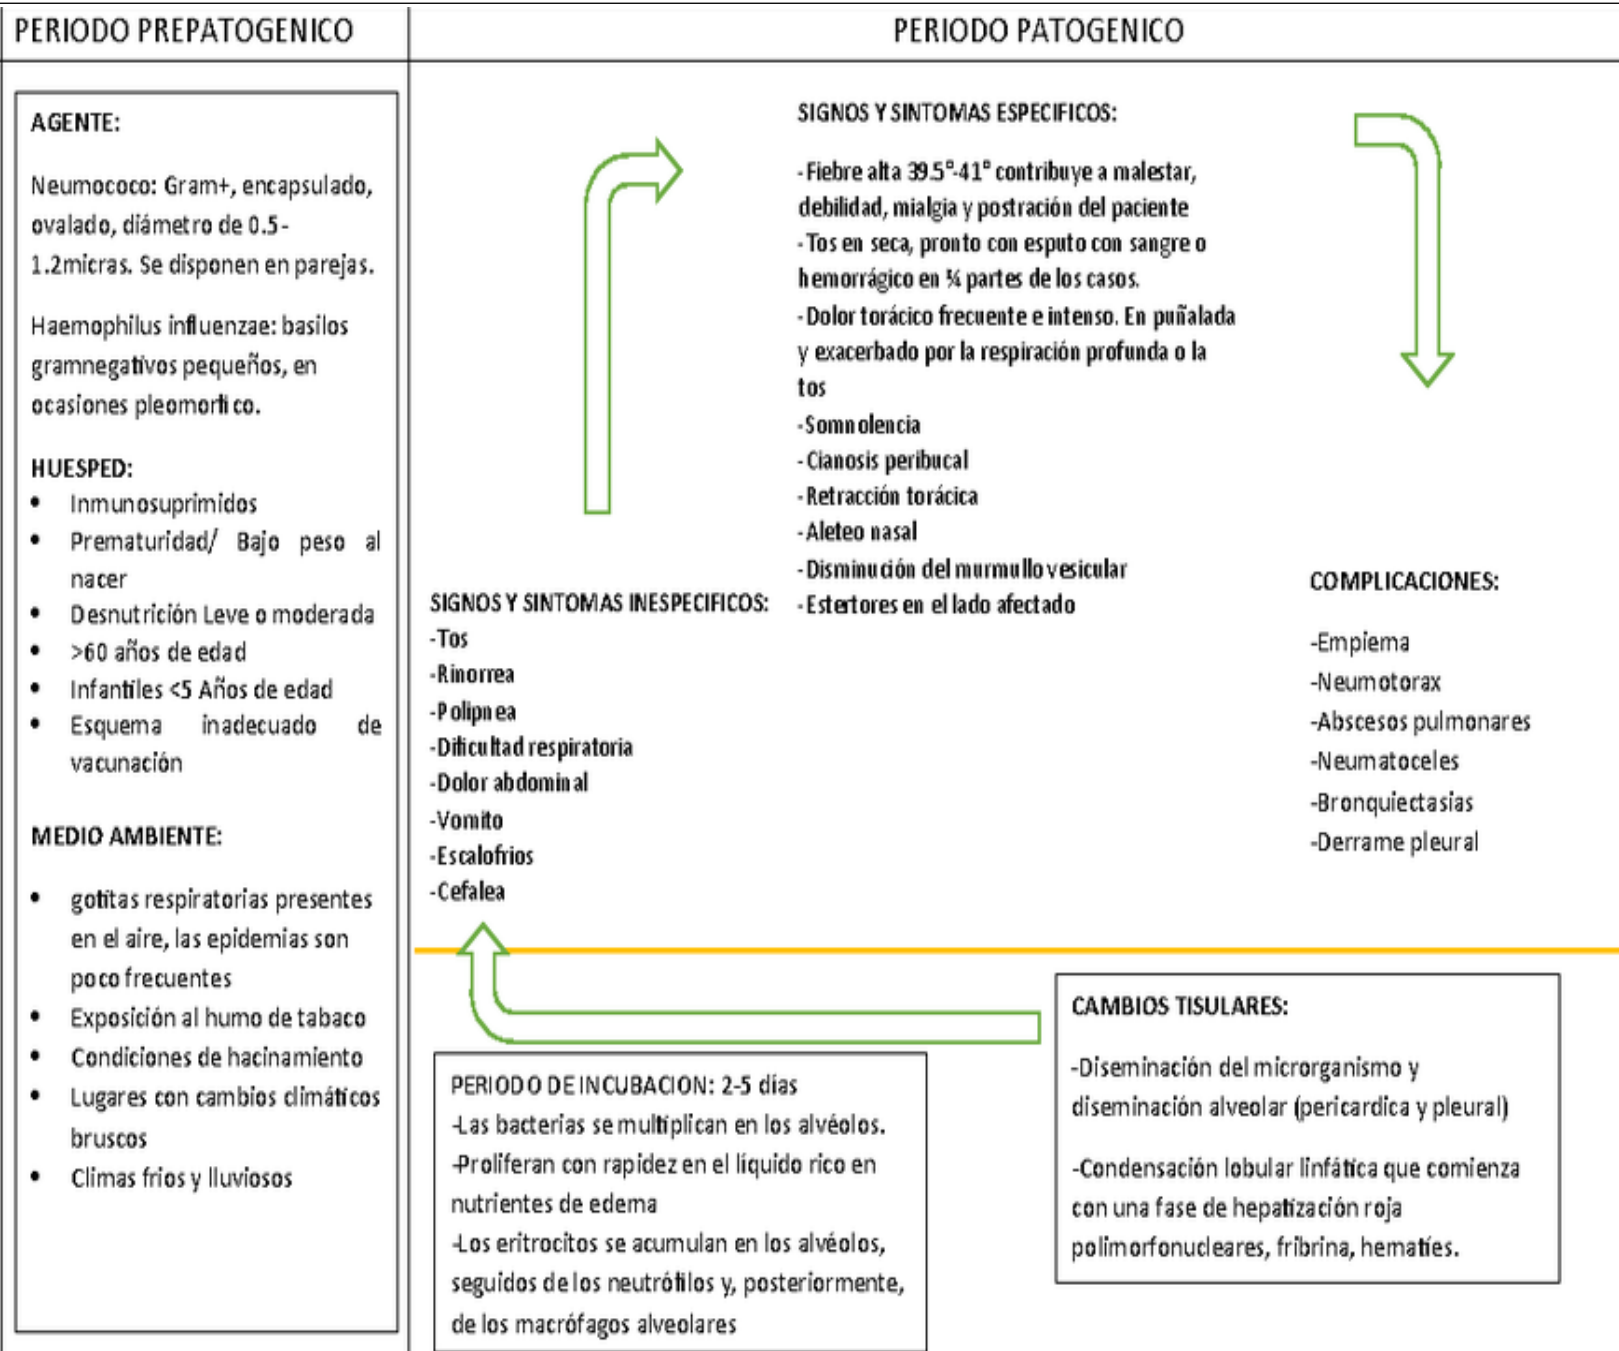 PERIODO PREPATOGENICO
PERIODO PATOGENICO
AGENTE:
Neumococo: Gram+, encapsulado,
ovalado, diámetro de 0.5-
1.2micras. Se disponen en parejas.
Haemophilus influenzae: basilos
gramnegativos pequeños, en
ocasiones pleomorfico.
HUESPED:
• Inmunosuprimidos
• Prematuridad/ Bajo peso al
nacer
• Desnutrición Leve o moderada
• >60 años de edad
• Infantiles <5 Años de edad
• Esquema inadecuado de
vacunación
MEDIO AMBIENTE:
• gotitas respiratorias presentes
en el aire, las epidemias son
poco frecuentes
• Exposición al humo de tabaco
• Condiciones de hacinamiento
• Lugares con cambios climáticos
bruscos
• Climas frios y lluviosos
SIGNOS Y SINTOMAS INESPECIFICOS:
-Tos
-Rinorrea
-Polipnea
-Dificultad respiratoria
-Dolor abdominal
-Vomito
-Escalofrios
-Cefalea
SIGNOS Y SINTOMAS ESPECIFICOS:
-Fiebre alta 39.5°-41° contribuye a malestar,
debilidad, mialgia y postración del paciente
-Tos en seca, pronto con esputo con sangre o
hemorrágico en ¾ partes de los casos.
-Dolor torácico frecuente e intenso. En puñalada
y exacerbado por la respiración profunda o la
tos
-Somnolencia
-Cianosis peribucal
-Retracción torácica
-Aleteo nasal
-Disminución del murmullo vesicular
-Estertores en el lado afectado
COMPLICACIONES:
-Empiema
-Neumotorax
-Abscesos pulmonares
-Neumatoceles
-Bronquiectasias
-Derrame pleural
PERIODO DE INCUBACION: 2-5 días
-Las bacterias se multiplican en los alvéolos.
-Proliferan con rapidez en el líquido rico en
nutrientes de edema
-Los eritrocitos se acumulan en los alvéolos,
seguidos de los neutrófilos y, posteriormente,
de los macrófagos alveolares
CAMBIOS TISULARES:
-Diseminación del microrganismo y
diseminación alveolar (pericardica y pleural)
-Condensación lobular linfática que comienza
con una fase de hepatización roja
polimorfonucleares, fribrina, hematíes.